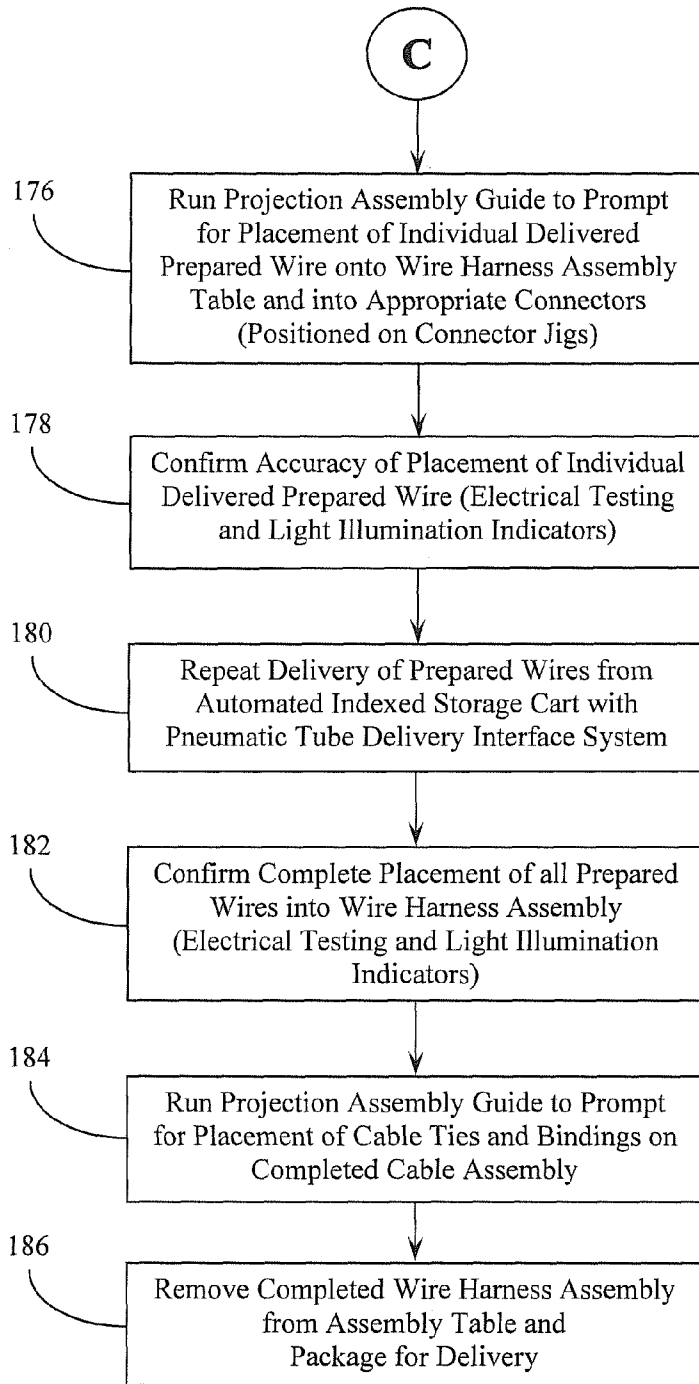 C
176
Run Projection Assembly Guide to Prompt
for Placement of Individual Delivered
Prepared Wire onto Wire Harness Assembly
Table and into Appropriate Connectors
(Positioned on Connector Jigs)
178
Confirm Accuracy of Placement of Individual
Delivered Prepared Wire (Electrical Testing
and Light Illumination Indicators)
180
Repeat Delivery of Prepared Wires from
Automated Indexed Storage Cart with
Pneumatic Tube Delivery Interface System
182
Confirm Complete Placement of all Prepared
Wires into Wire Harness Assembly
(Electrical Testing and Light Illumination
Indicators)
184
Run Projection Assembly Guide to Prompt
for Placement of Cable Ties and Bindings on
Completed Cable Assembly
186
Remove Completed Wire Harness Assembly
from Assembly Table and
Package for Delivery